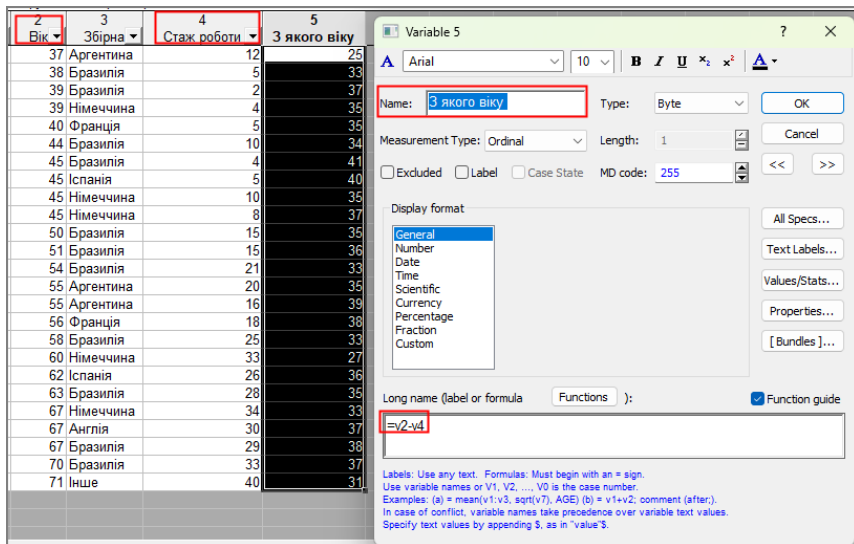 2 3 4 5
Вік Збірна Стаж роботи З якого віку
37 Аргентина 12 25
38 Бразилія 5 33
39 Бразилія 2 37
39 Німеччина 4 35
40 Франція 5 35
44 Бразилія 10 34
45 Бразилія 4 41
45 Іспанія 5 40
45 Німеччина 10 35
45 Німеччина 8 37
50 Бразилія 15 35
51 Бразилія 15 36
54 Бразилія 21 33
55 Аргентина 20 35
55 Аргентина 16 39
56 Франція 18 38
58 Бразилія 25 33
60 Німеччина 33 27
62 Іспанія 26 36
63 Бразилія 28 35
67 Німеччина 34 33
67 Англія 30 37
67 Бразилія 29 38
70 Бразилія 33 37
71 Інше 40 31
Variable 5 ? ×
A Arial 10 B I U ×₂ x² A
Name: З якого віку Type: Byte OK
Measurement Type: Ordinal Length: 1 Cancel
Excluded Label Case State MD code: 255 << >>
Display format
General
Number
Date
Time
Scientific
Currency
Percentage
Fraction
Custom
All Specs...
Text Labels...
Values/Stats...
Properties...
[ Bundles ]...
Long name (label or formula Functions ): Function guide
=v2-v4
Labels: Use any text. Formulas: Must begin with an = sign.
Use variable names or V1, V2, ..., V0 is the case number.
Examples: (a) = mean(v1:v3, sqrt(v7), AGE) (b) = v1+v2; comment (after;).
In case of conflict, variable names take precedence over variable text values.
Specify text values by appending $, as in "value"$.